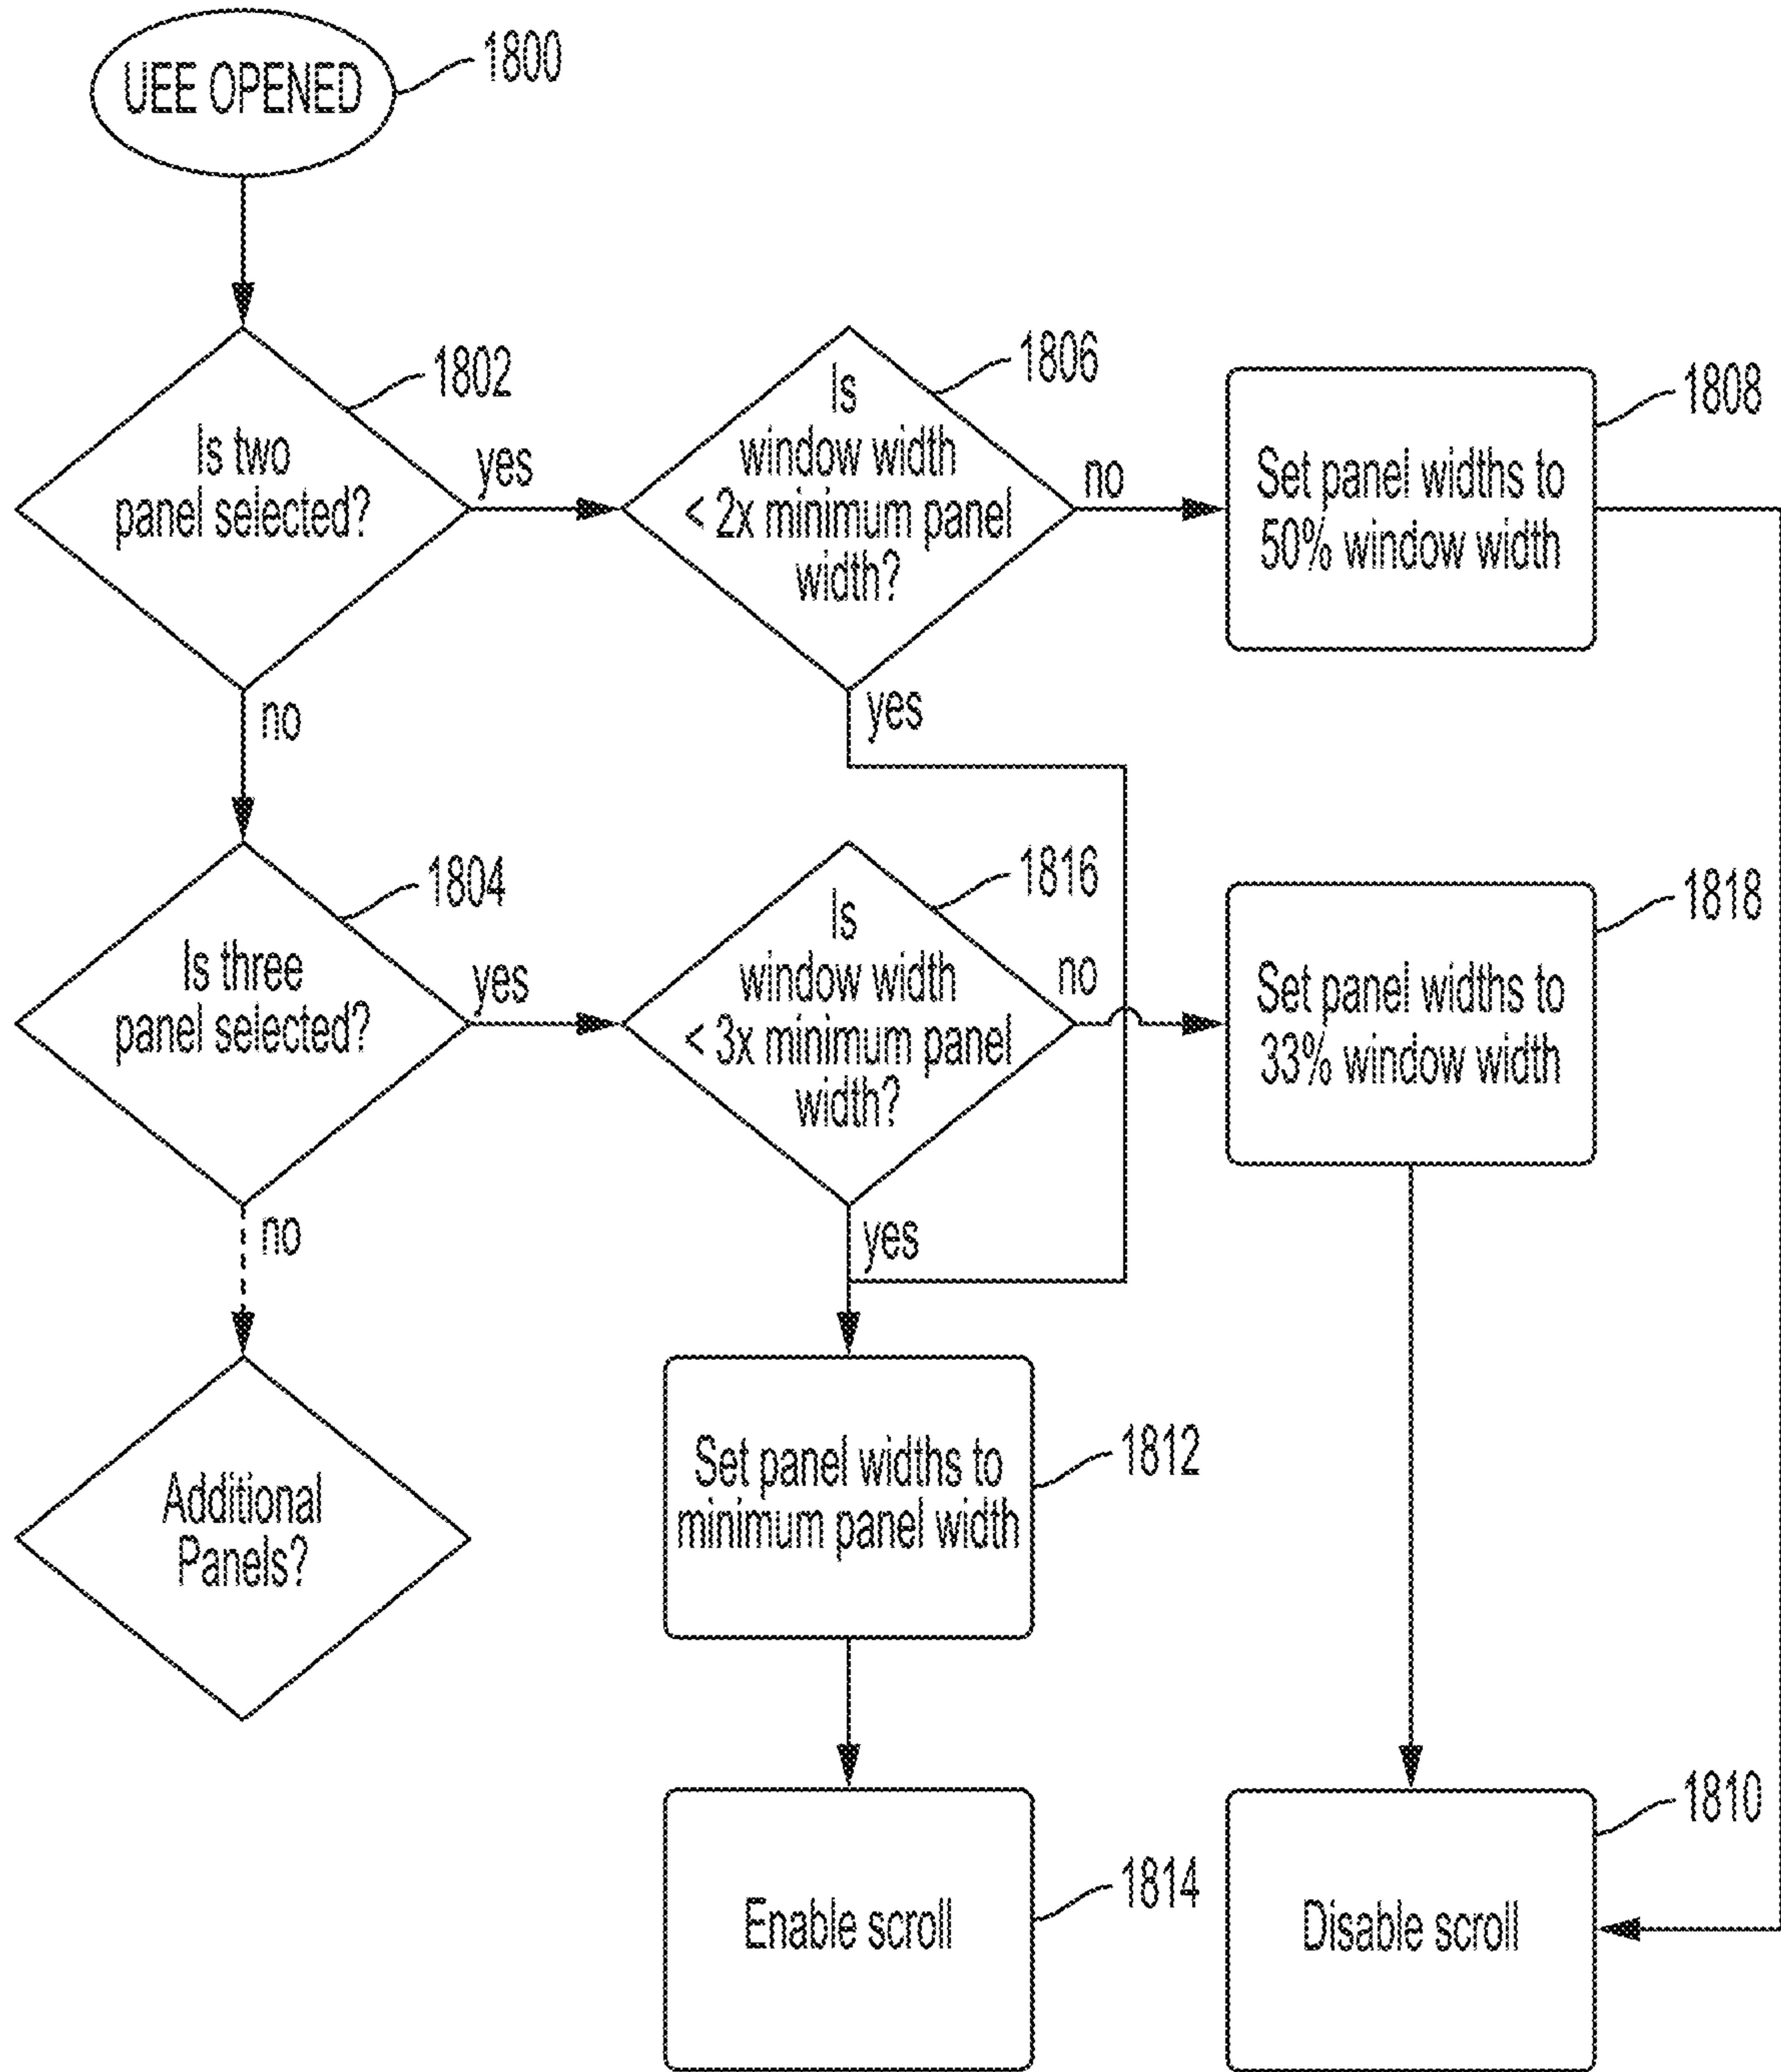 UEE OPENED
1800
Is two
panel selected?
1802
yes
no
Is
window width
< 2x minimum panel
width?
1806
no
yes
Set panel widths to
50% window width
1808
Is three
panel selected?
1804
yes
no
Is
window width
< 3x minimum panel
width?
1816
no
yes
Set panel widths to
33% window width
1818
Additional
Panels?
Set panel widths to
minimum panel width
1812
Enable scroll
1814
Disable scroll
1810